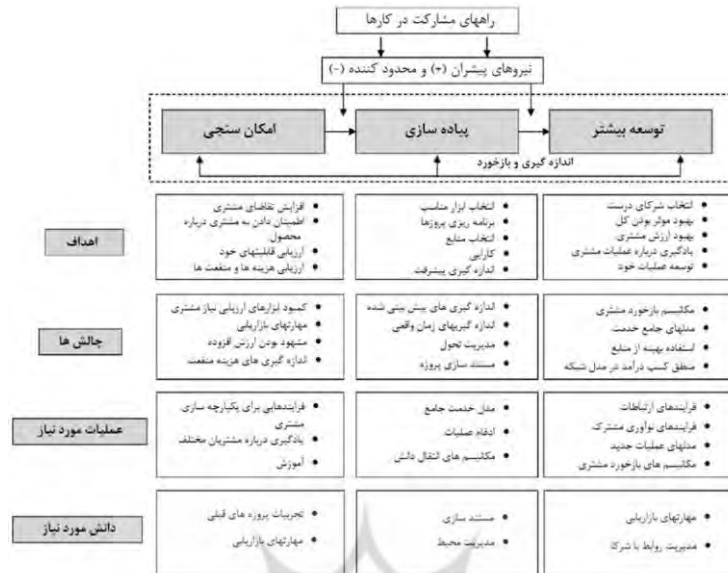 راههای مشارکت در کارها
نیروهای پیشران (+) و محدود کننده (-)
امکان سنجی
پیاده سازی
توسعه بیشتر
اندازه گیری و بازخورد
اهداف
افزایش تقاضای مشتری
اطمینان دادن به مشتری درباره
محصول
ارزیابی قابلیتهای خود
ارزیابی هزینه ها و منفعت ها
انتخاب ابزار مناسب
برنامه ریزی پروژها
انتخاب منابع
کارایی
اندازه گیری پیشرفت
انتخاب شرکای درست
بهبود موثر بودن کل
بهبود ارزش مشتری
یادگیری درباره عملیات مشتری
توسعه عملیات خود
چالش ها
کمبود ابزارهای ارزیابی نیاز مشتری
مهارتهای بازاریابی
مشهود بودن ارزش افزوده
اندازه گیری های هزینه منفعت
اندازه گیری های پیش بینی شده
اندازه گیریهای زمان واقعی
مدیریت تحول
مستند سازی پروژه
مکانیسم بازخورد مشتری
مدلهای جامع خدمت
استفاده بهینه از منابع
منطق کسب درآمد در مدل شبکه
عملیات مورد نیاز
فرایندهایی برای یکپارچه سازی
مشتری
یادگیری درباره مشتریان مختلف
آموزش
مدل خدمت جامع
ادغام عملیات
مکانیسم های انتقال دانش
فرایندهای ارتباطات
فرایندهای نوآوری مشترک
مدلهای عملیات جدید
مکانیسم های بازخورد مشتری
دانش مورد نیاز
تجربیات پروژه های قبلی
مهارتهای بازاریابی
مستند سازی
مدیریت محیط
مهارتهای بازاریابی
مدیریت روابط با شرکا